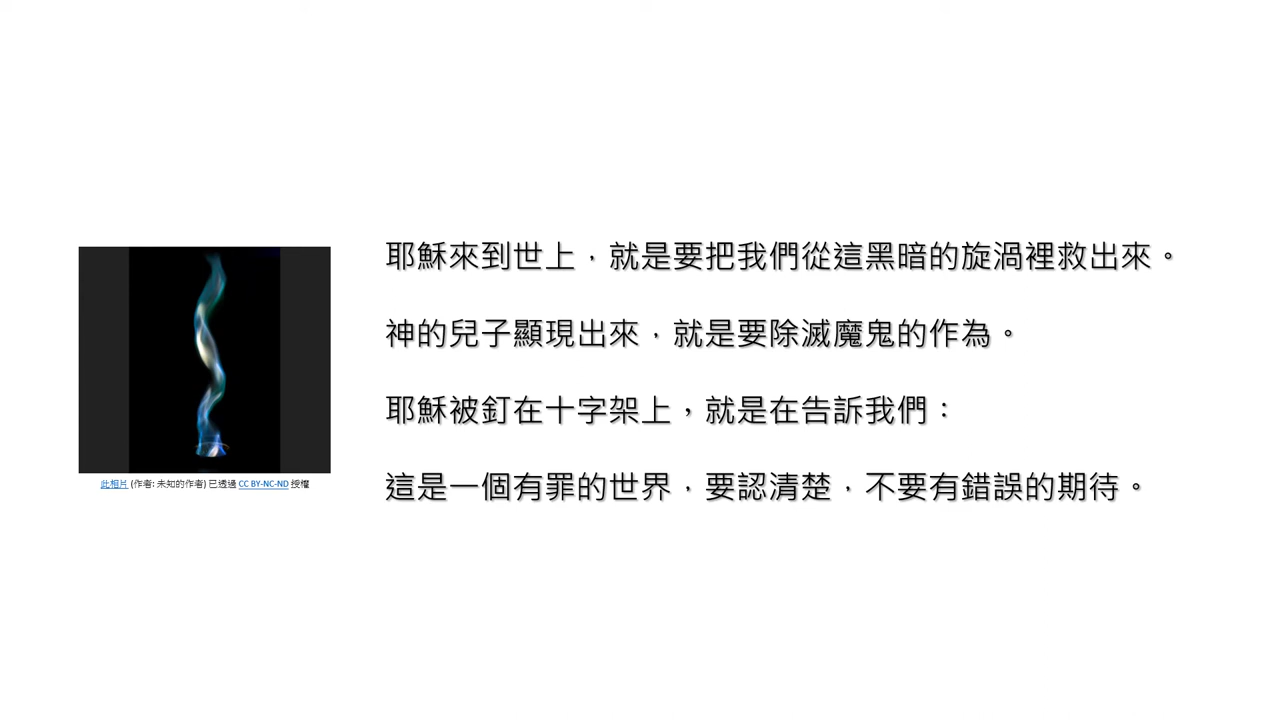 耶穌來到世上，就是要把我們從這黑暗的旋渦裡救出來。
神的兒子顯現出來，就是要除滅魔鬼的作為。
耶穌被釘在十字架上，就是在告訴我們：
這是一個有罪的世界，要認清楚，不要有錯誤的期待。
此相片 (作者: 未知的作者) 已透過 CC BY-NC-ND 授權